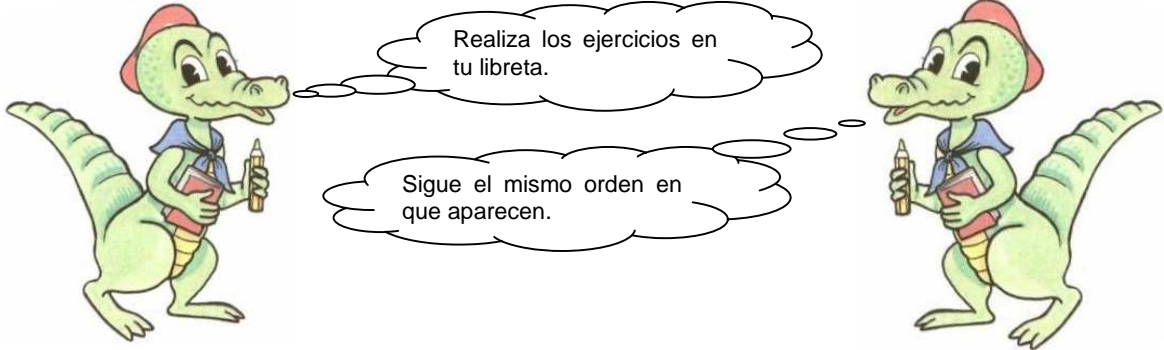 Realiza los ejercicios en
tu libreta.
Sigue el mismo orden en
que aparecen.